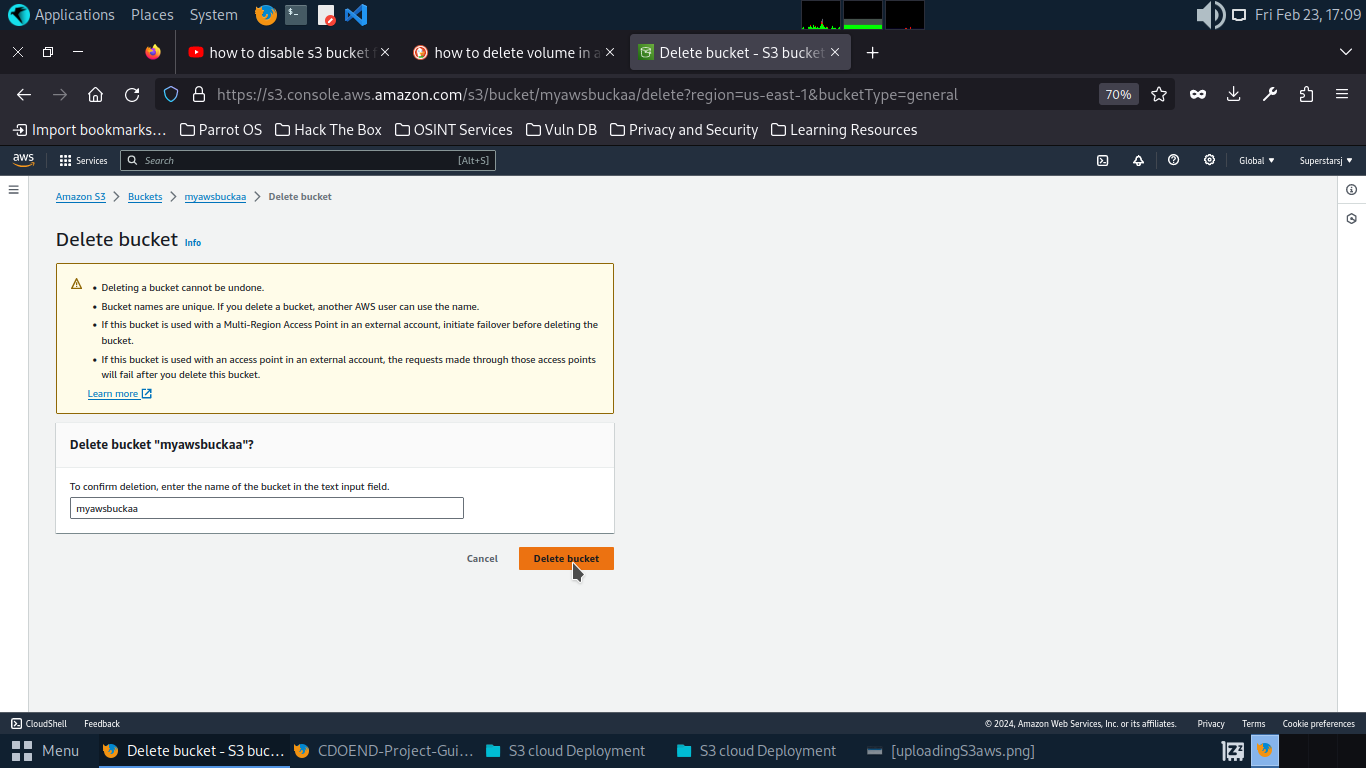 Applications Places System Fri Feb 23, 17:09
how to disable s3 bucket f how to delete volume in a Delete bucket - S3 bucket
https://s3.console.aws.amazon.com/s3/bucket/myawsbuckaa/delete?region=us-east-1&bucketType=general 70%
Import bookmarks... Parrot OS Hack The Box OSINT Services Vuln DB Privacy and Security Learning Resources
aws Services Search [Alt+S] Global Superstarsj
Amazon S3 Buckets myawsbuckaa Delete bucket
Delete bucket Info
Deleting a bucket cannot be undone.
Bucket names are unique. If you delete a bucket, another AWS user can use the name.
If this bucket is used with a Multi-Region Access Point in an external account, initiate failover before deleting the
bucket.
If this bucket is used with an access point in an external account, the requests made through those access points
will fail after you delete this bucket.
Learn more
Delete bucket "myawsbuckaa"?
To confirm deletion, enter the name of the bucket in the text input field.
myawsbuckaa
Cancel Delete bucket
CloudShell Feedback © 2024, Amazon Web Services, Inc. or its affiliates. Privacy Terms Cookie preferences
Menu Delete bucket - S3 buc... CDOEND-Project-Gui... S3 cloud Deployment S3 cloud Deployment [uploadingS3aws.png]